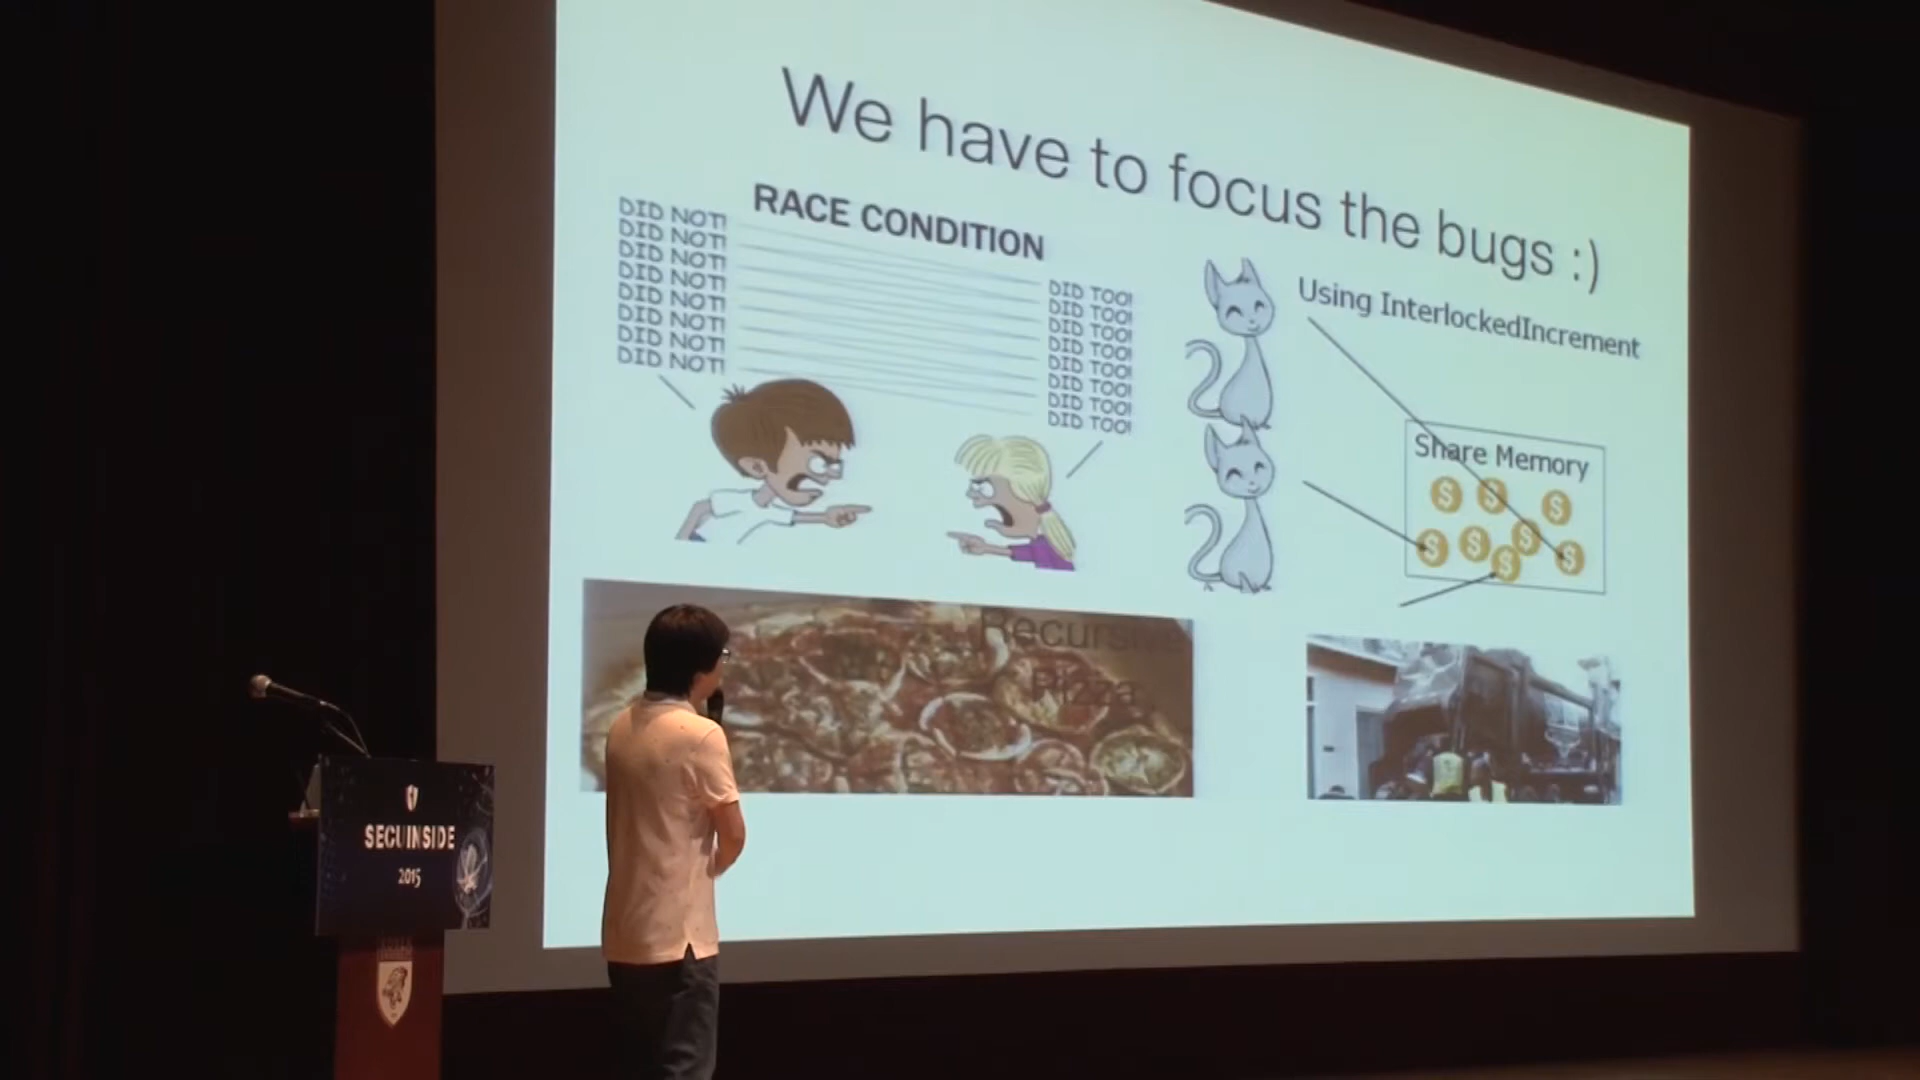 We have to focus the bugs :)
RACE CONDITION
DID NOT!
DID NOT!
DID NOT!
DID NOT!
DID NOT!
DID NOT!
DID NOT!
DID NOT!
DID TOO!
DID TOO!
DID TOO!
DID TOO!
DID TOO!
DID TOO!
DID TOO!
DID TOO!
Using InterlockedIncrement
Share Memory
$ $ $
$ $ $ $ $
Recursive
Pizza
SECUINSIDE
2015